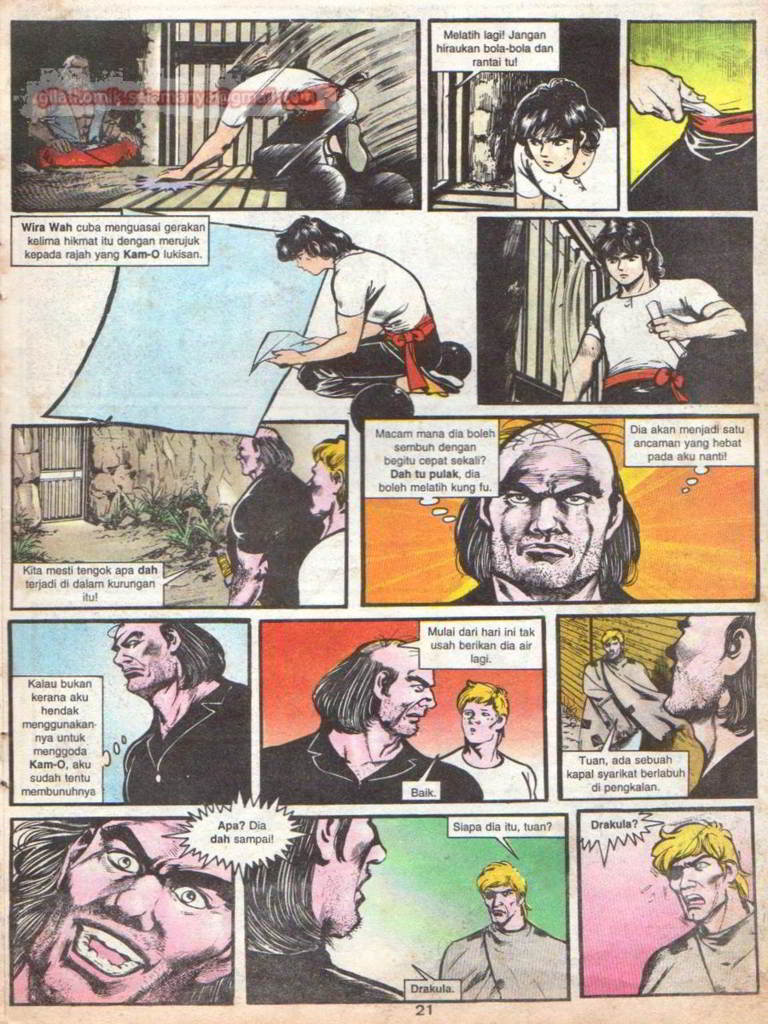 gilakomik.selamanya@gmail.com
Melatih lagi! Jangan
hiraukan bola-bola dan
rantai tu!
Wira Wah cuba menguasai gerakan
kelima hikmat itu dengan merujuk
kepada rajah yang Kam-O lukisan.
Kita mesti tengok apa dah
terjadi di dalam kurungan
itu!
Macam mana dia boleh
sembuh dengan
begitu cepat sekali?
Dah tu pulak, dia
boleh melatih kung fu.
Dia akan menjadi satu
ancaman yang hebat
pada aku nanti!
Kalau bukan
kerana aku
hendak
menggunakan-
nya untuk
menggoda
Kam-O, aku
sudah tentu
membunuhnya
Mulai dari hari ini tak
usah berikan dia air
lagi.
Baik.
Tuan, ada sebuah
kapal syarikat berlabuh
di pengkalan.
Apa? Dia
dah sampai!
Siapa dia itu, tuan?
Drakula.
Drakula?
21